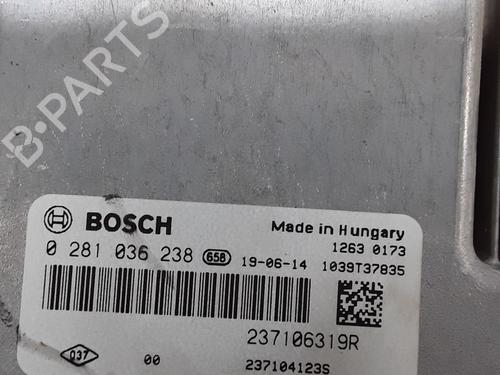 B-PARTS
BOSCH
Made in Hungary
1263 0173
0 281 036 238 658 19-06-14 1039T37835
237106319R
037 00 237104123S